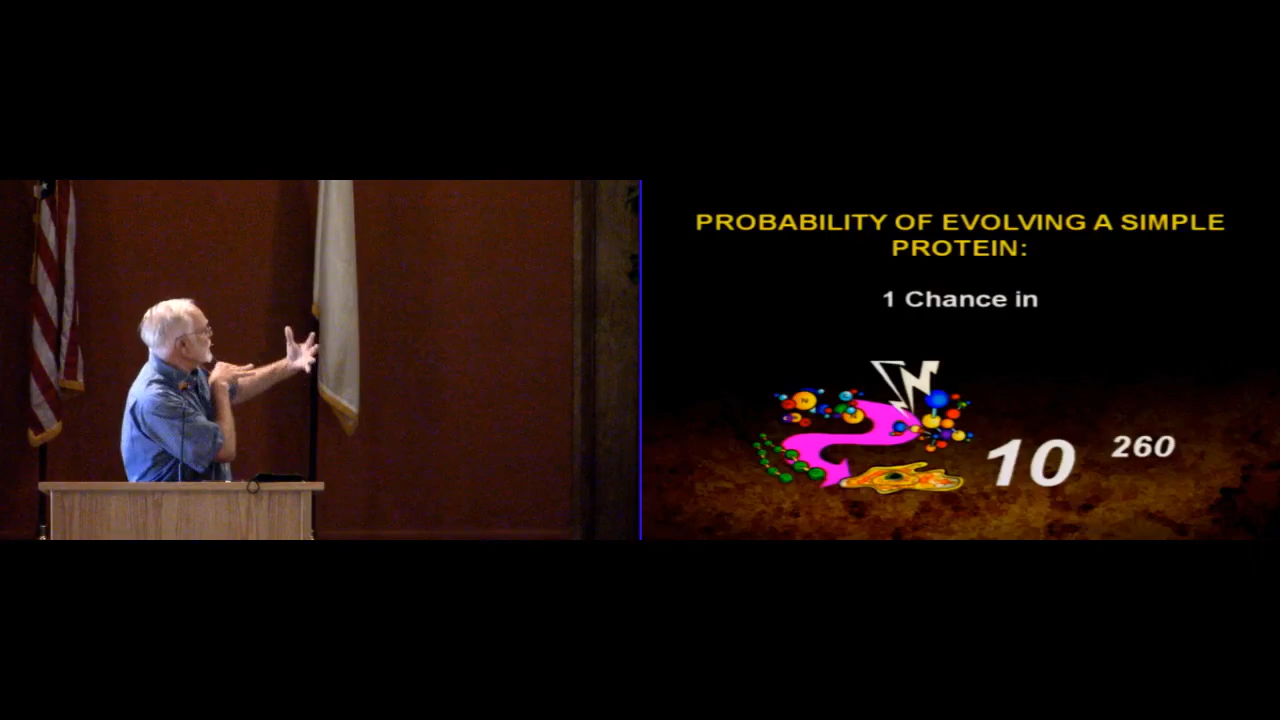 PROBABILITY OF EVOLVING A SIMPLE
PROTEIN:
1 Chance in
N
10 260